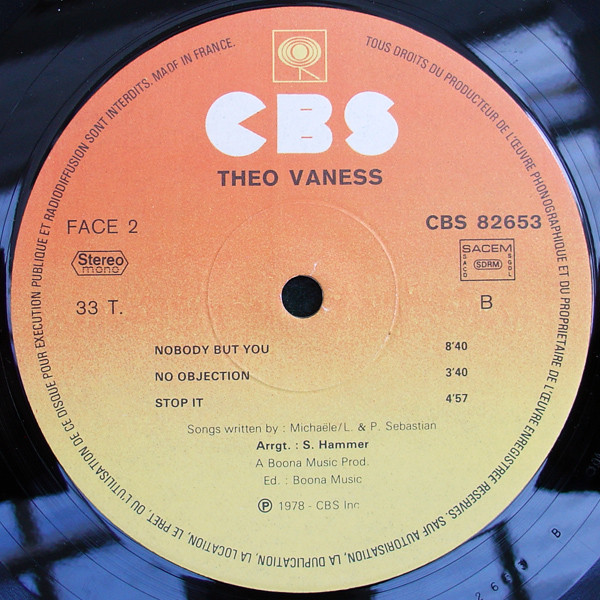 TOUS DROITS DU PRODUCTEUR DE L'ŒUVRE PHONOGRAPHIQUE ET DU PROPRIETAIRE DE L'ŒUVRE ENREGISTREE RESERVES. SAUF AUTORISATION, LA DUPLICATION, LA LOCATION, LE PRET, OU L'UTILISATION DE CE DISQUE POUR EXECUTION PUBLIQUE ET RADIODIFFUSION SONT INTERDITS. MADE IN FRANCE.
CBS
THEO VANESS
FACE 2
CBS 82653
Stereo
mono
SACEM
SACD
SDRM
SGDL
33 T.
B
NOBODY BUT YOU 8'40
NO OBJECTION 3'40
STOP IT 4'57
Songs written by : Michaële/L. & P. Sebastian
Arrgt. : S. Hammer
A Boona Music Prod.
Ed. : Boona Music
Ⓟ 1978 - CBS Inc.
B